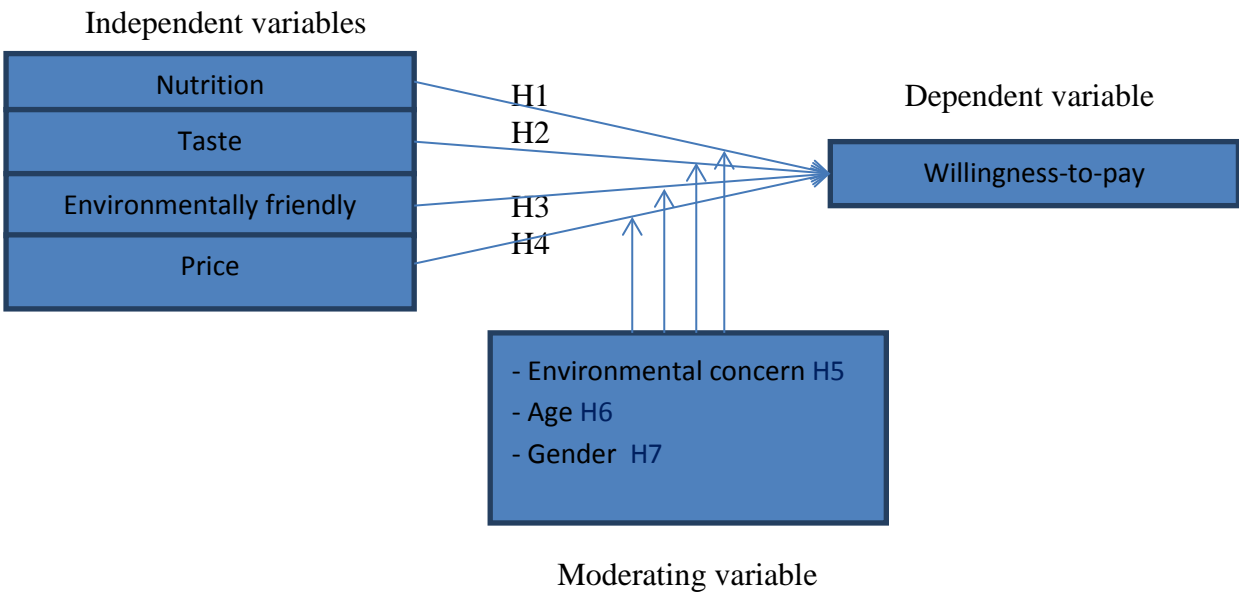 Independent variables
Nutrition
Taste
Environmentally friendly
Price
H1
H2
H3
H4
Dependent variable
Willingness-to-pay
- Environmental concern H5
- Age H6
- Gender H7
Moderating variable